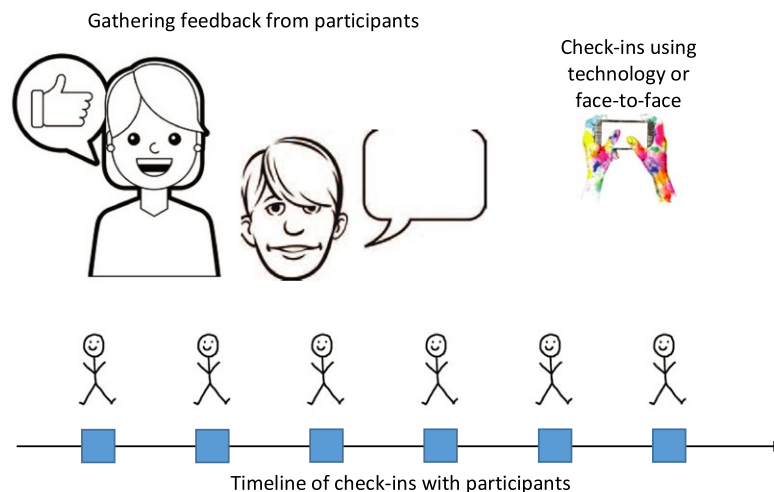 Gathering feedback from participants
Check-ins using
technology or
face-to-face
Timeline of check-ins with participants